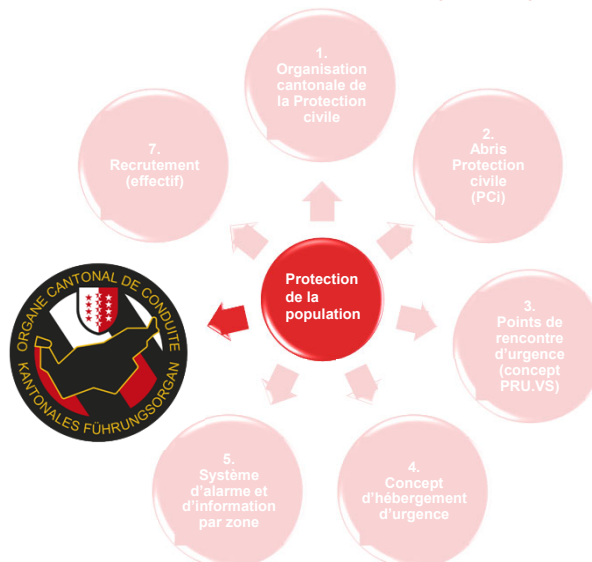 1.
Organisation
cantonale de
la Protection
civile
2.
Abris
Protection
civile
(PCi)
7.
Recrutement
(effectif)
Protection
de la
population
3.
Points de
rencontre
d'urgence
(concept
PRU.VS)
ORGANE CANTONAL DE CONDUITE
KANTONALES FÜHRUNGSORGAN
5.
Système
d'alarme et
d'information
par zone
4.
Concept
d'hébergement
d'urgence